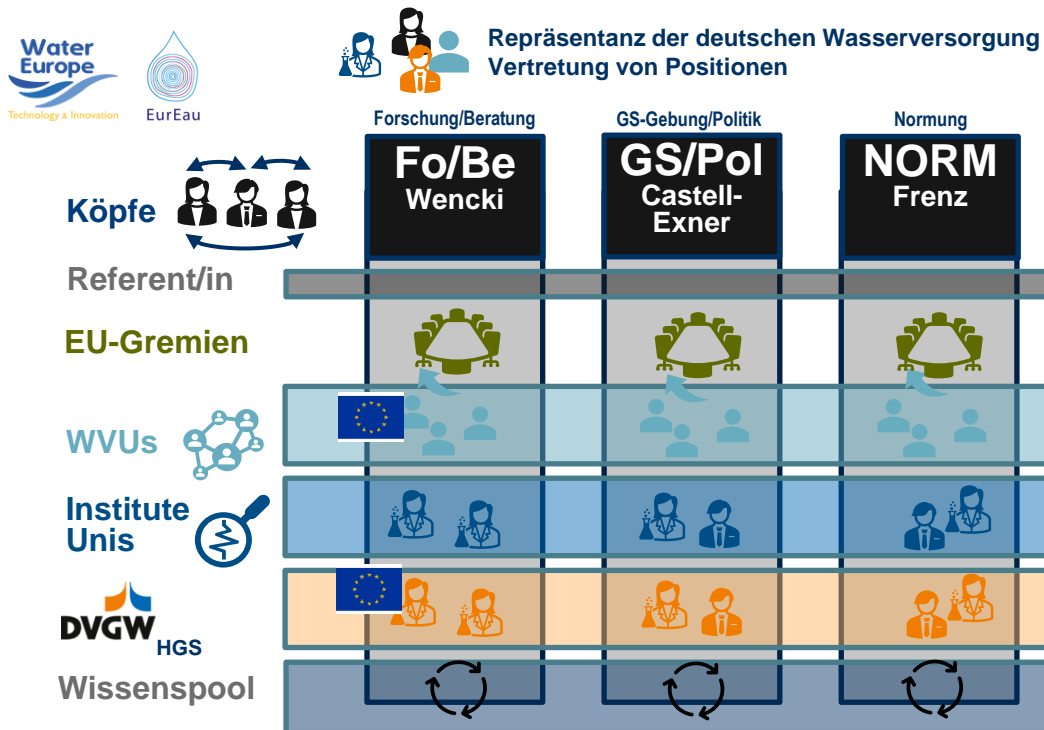 Water
Europe
Technology & Innovation
EurEau
Repräsentanz der deutschen Wasserversorgung
Vertretung von Positionen
Forschung/Beratung
GS-Gebung/Politik
Normung
Fo/Be
Wencki
GS/Pol
Castell-
Exner
NORM
Frenz
Köpfe
Referent/in
EU-Gremien
WVUs
Institute
Unis
DVGW
HGS
Wissenspool